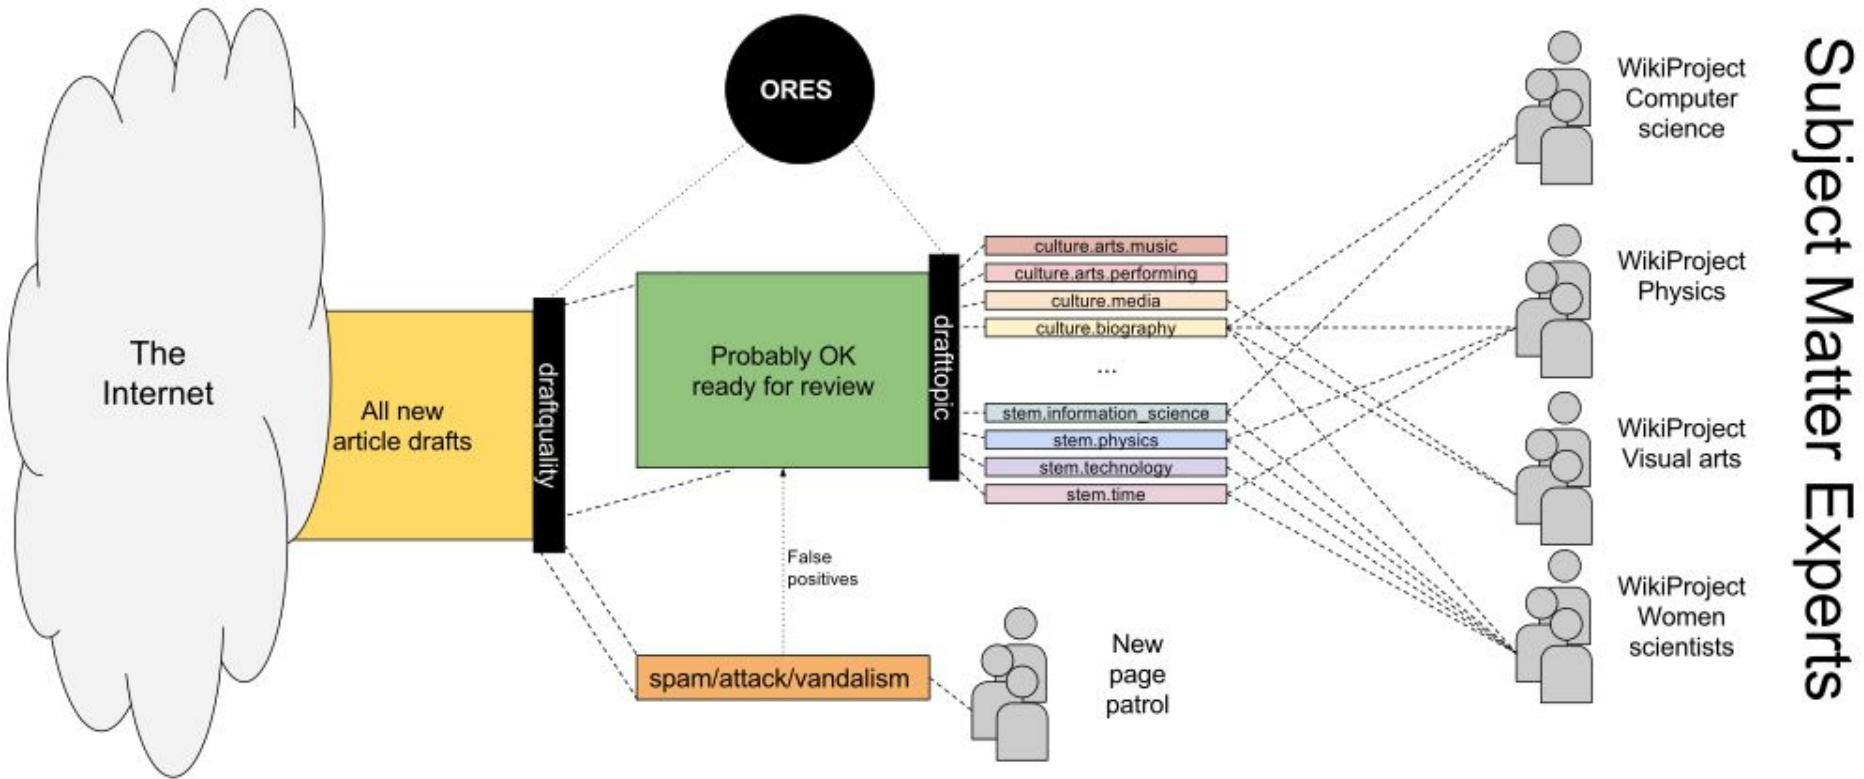 ORES
The
Internet
All new
article drafts
draftquality
Probably OK
ready for review
drafttopic
culture.arts.music
culture.arts.performing
culture.media
culture.biography
...
stem.information_science
stem.physics
stem.technology
stem.time
False
positives
spam/attack/vandalism
New
page
patrol
WikiProject
Computer
science
WikiProject
Physics
WikiProject
Visual arts
WikiProject
Women
scientists
Subject Matter Experts